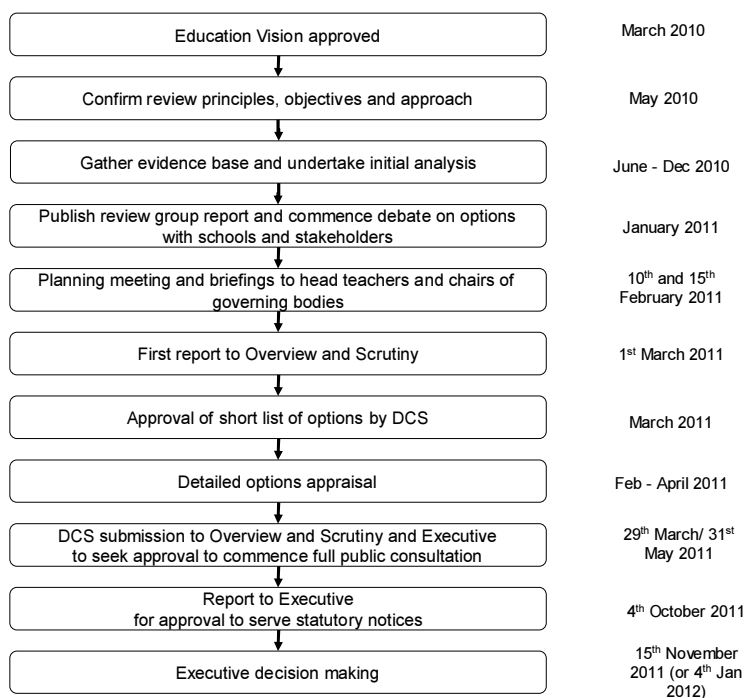 Education Vision approved
March 2010
Confirm review principles, objectives and approach
May 2010
Gather evidence base and undertake initial analysis
June - Dec 2010
Publish review group report and commence debate on options
with schools and stakeholders
January 2011
Planning meeting and briefings to head teachers and chairs of
governing bodies
10th and 15th
February 2011
First report to Overview and Scrutiny
1st March 2011
Approval of short list of options by DCS
March 2011
Detailed options appraisal
Feb - April 2011
DCS submission to Overview and Scrutiny and Executive
to seek approval to commence full public consultation
29th March/ 31st
May 2011
Report to Executive
for approval to serve statutory notices
4th October 2011
Executive decision making
15th November
2011 (or 4th Jan
2012)